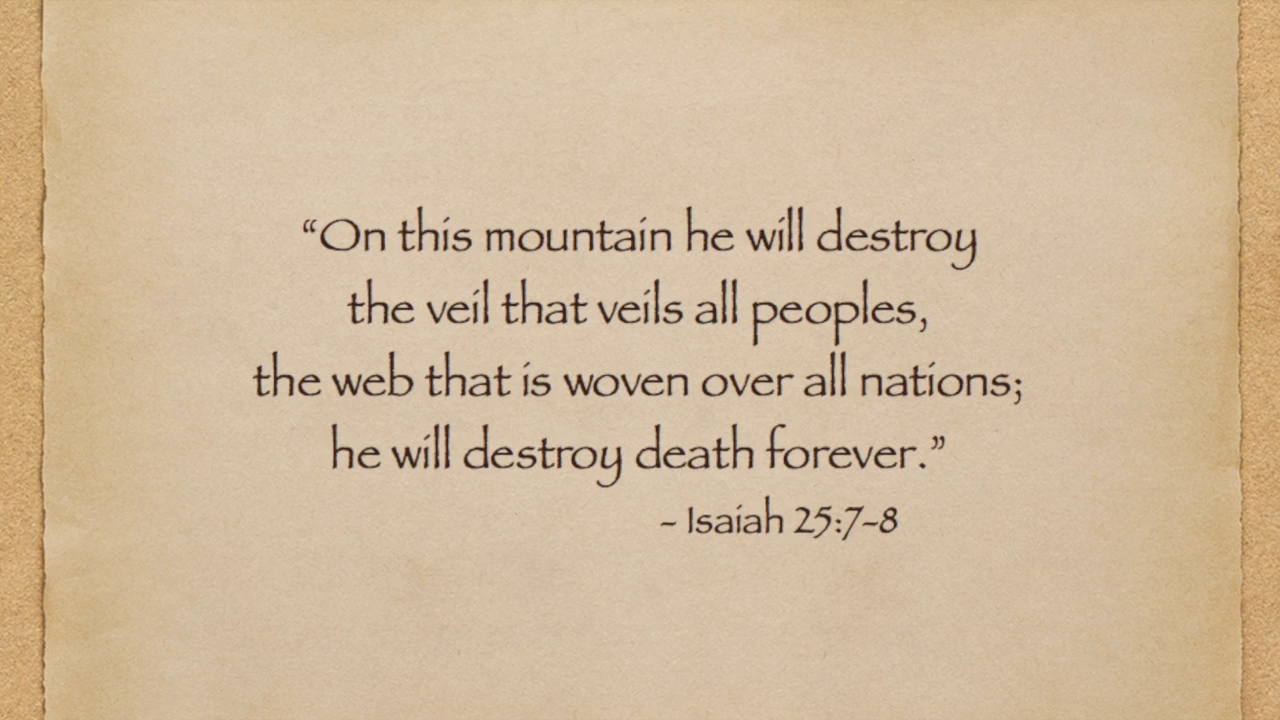 “On this mountain he will destroy
the veil that veils all peoples,
the web that is woven over all nations;
he will destroy death forever.”
- Isaiah 25:7-8